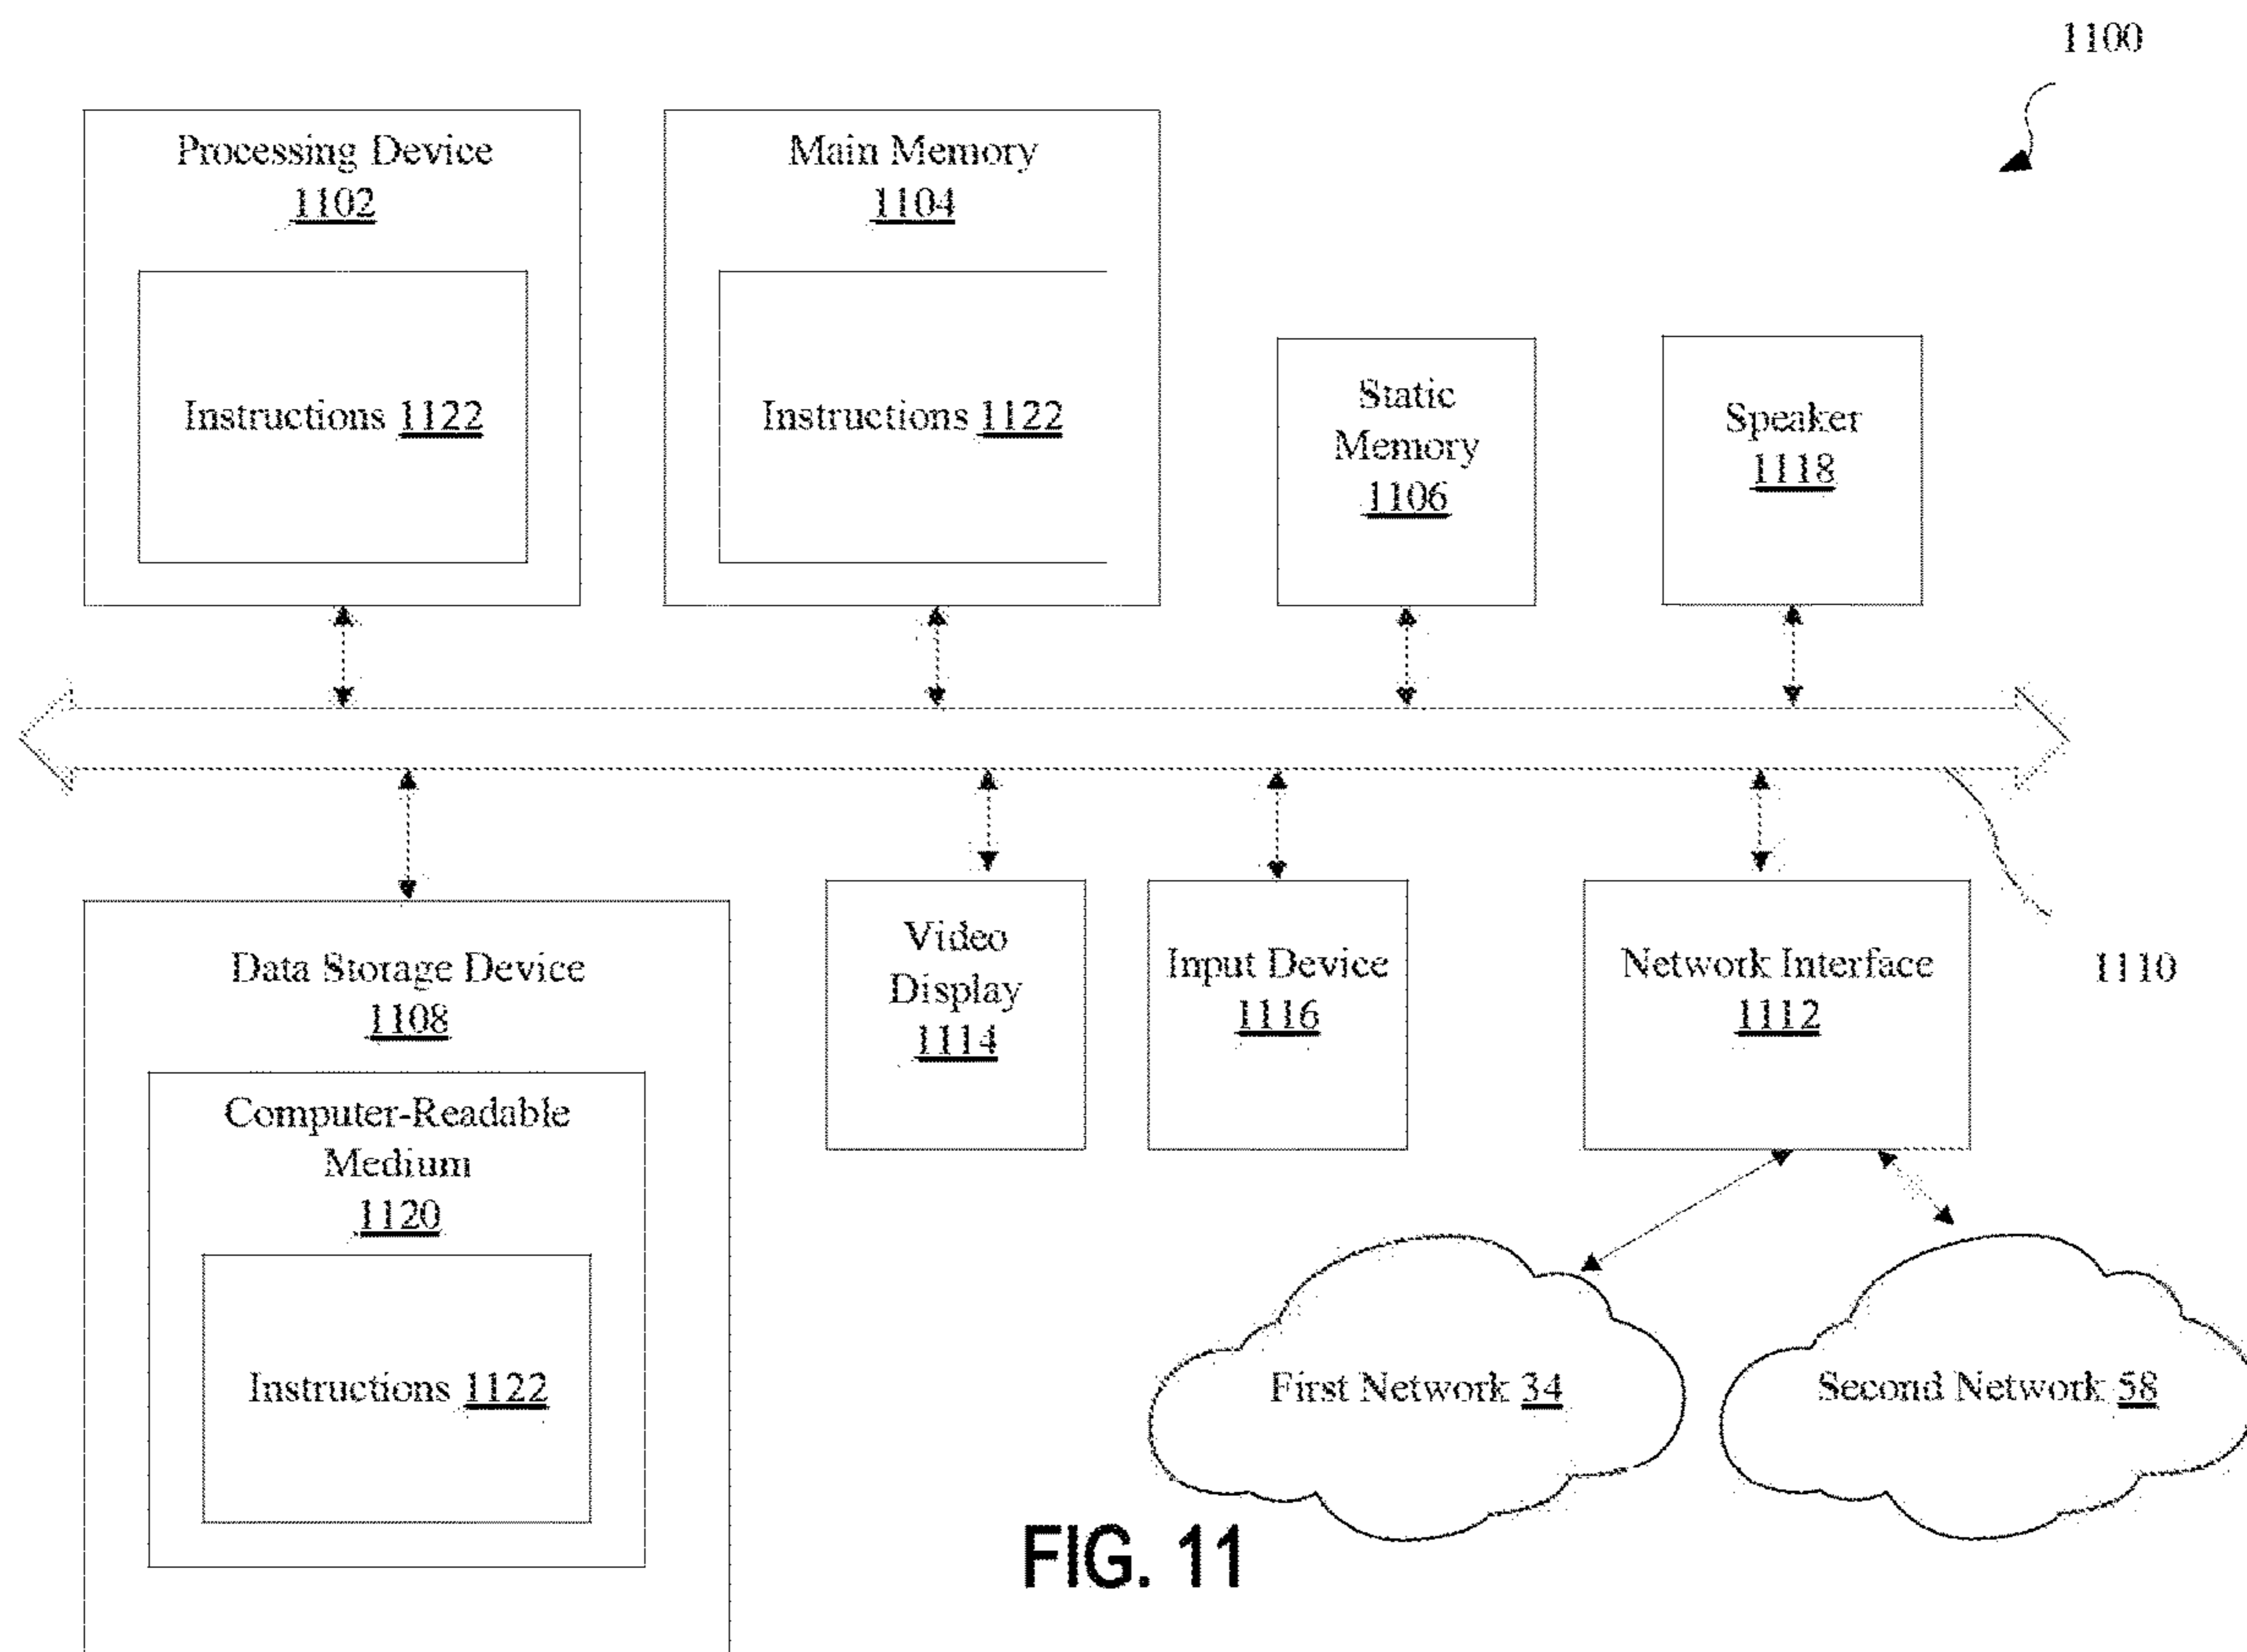 1100
Processing Device
1102
Instructions 1122
Main Memory
1104
Instructions 1122
Static
Memory
1106
Speaker
1118
Data Storage Device
1108
Computer-Readable
Medium
1120
Instructions 1122
Video
Display
1114
Input Device
1116
Network Interface
1112
1110
First Network 34
Second Network 58
FIG. 11